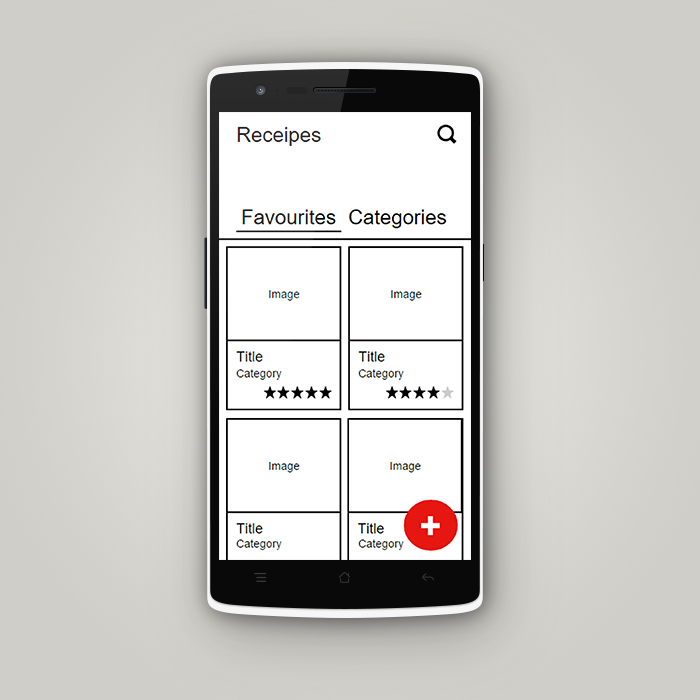 Receipes
Favourites Categories
Image Image
Title Title
Category Category
Image Image
Title Title
Category Category